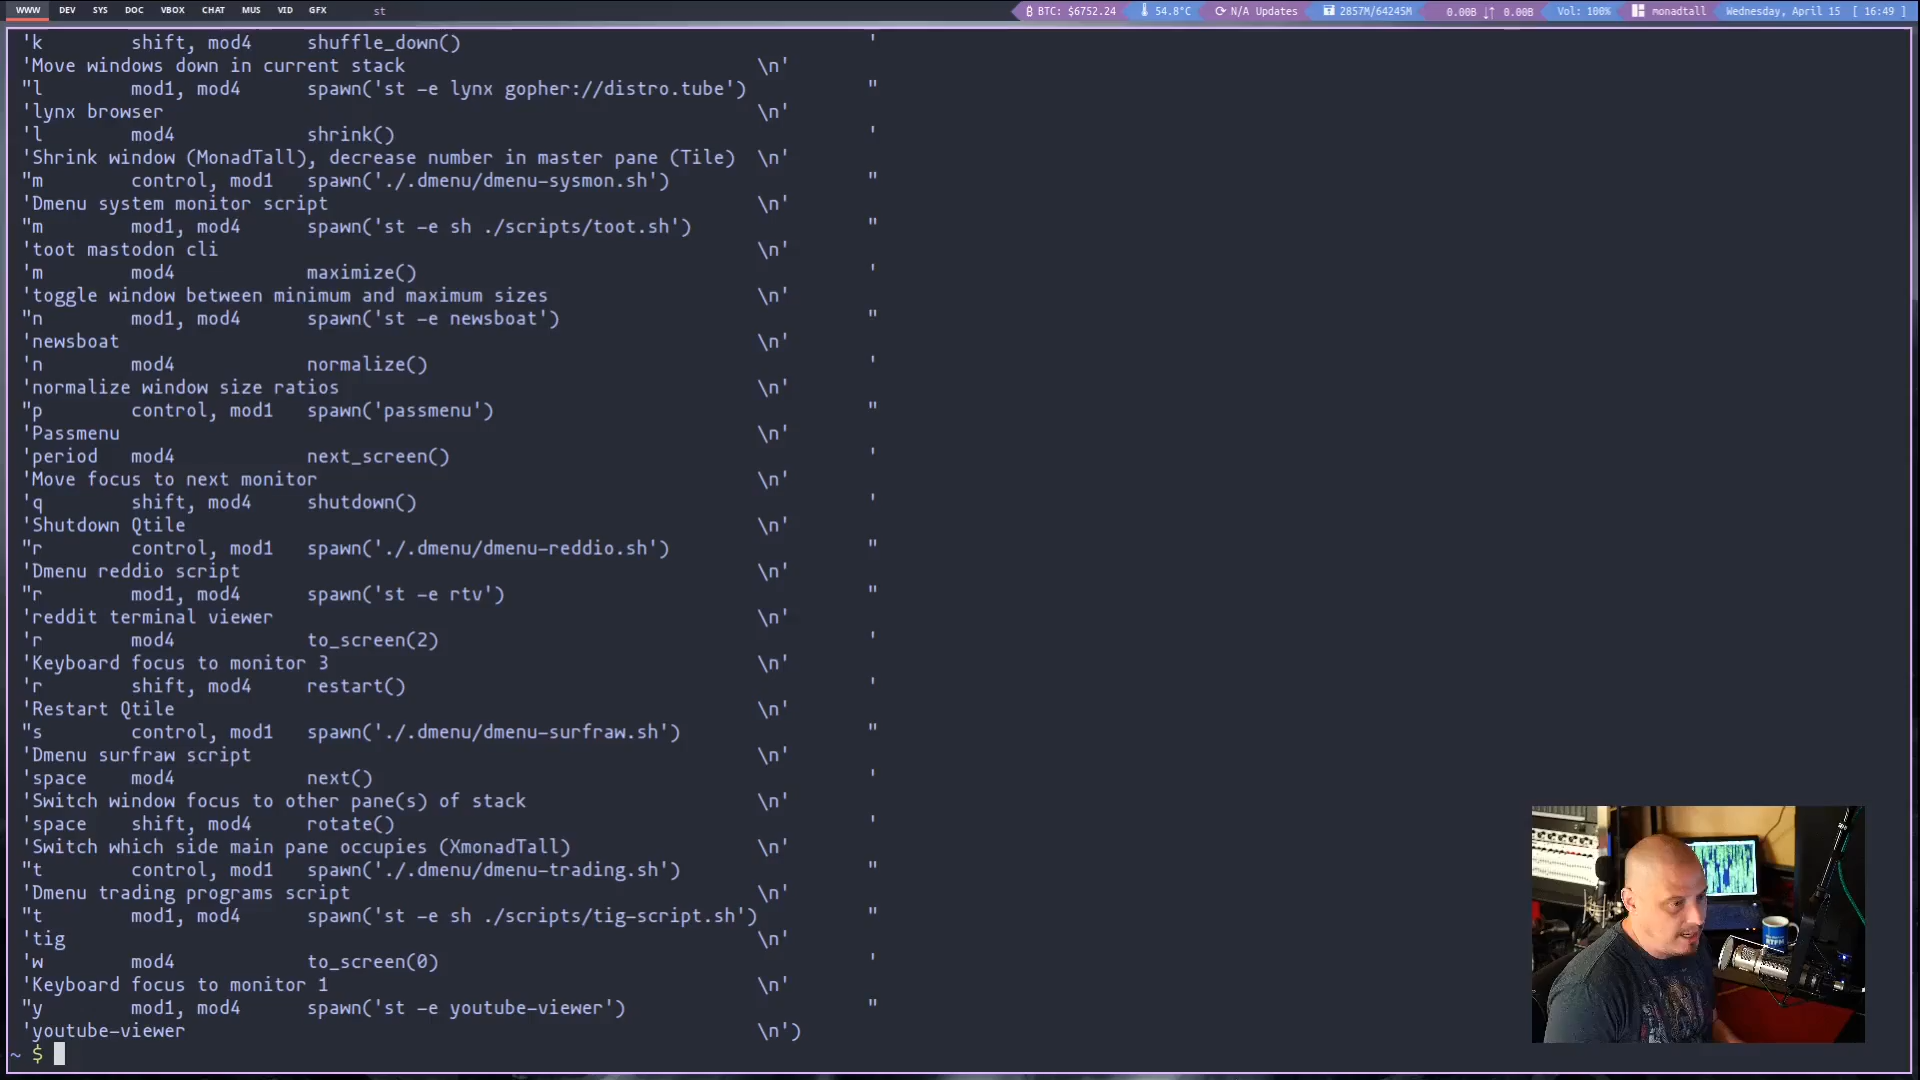 WWW DEV SYS DOC VBOX CHAT MUS VID GFX st BTC: $6752.24 54.8°C N/A Updates 2857M/64245M 0.00B ↓↑ 0.00B Vol: 100% monadtall Wednesday, April 15 [ 16:49 ]
'k shift, mod4 shuffle_down() '
'Move windows down in current stack \n'
"l mod1, mod4 spawn('st -e lynx gopher://distro.tube') "
'lynx browser \n'
'l mod4 shrink() '
'Shrink window (MonadTall), decrease number in master pane (Tile) \n'
"m control, mod1 spawn('./.dmenu/dmenu-sysmon.sh') "
'Dmenu system monitor script \n'
"m mod1, mod4 spawn('st -e sh ./scripts/toot.sh') "
'toot mastodon cli \n'
'm mod4 maximize() '
'toggle window between minimum and maximum sizes \n'
"n mod1, mod4 spawn('st -e newsboat') "
'newsboat \n'
'n mod4 normalize() '
'normalize window size ratios \n'
"p control, mod1 spawn('passmenu') "
'Passmenu \n'
'period mod4 next_screen() '
'Move focus to next monitor \n'
'q shift, mod4 shutdown() '
'Shutdown Qtile \n'
"r control, mod1 spawn('./.dmenu/dmenu-reddio.sh') "
'Dmenu reddio script \n'
"r mod1, mod4 spawn('st -e rtv') "
'reddit terminal viewer \n'
'r mod4 to_screen(2) '
'Keyboard focus to monitor 3 \n'
'r shift, mod4 restart() '
'Restart Qtile \n'
"s control, mod1 spawn('./.dmenu/dmenu-surfraw.sh') "
'Dmenu surfraw script \n'
'space mod4 next() '
'Switch window focus to other pane(s) of stack \n'
'space shift, mod4 rotate() '
'Switch which side main pane occupies (XmonadTall) \n'
"t control, mod1 spawn('./.dmenu/dmenu-trading.sh') "
'Dmenu trading programs script \n'
"t mod1, mod4 spawn('st -e sh ./scripts/tig-script.sh') "
'tig \n'
'w mod4 to_screen(0) '
'Keyboard focus to monitor 1 \n'
"y mod1, mod4 spawn('st -e youtube-viewer') "
'youtube-viewer \n')
~ $
RTFM